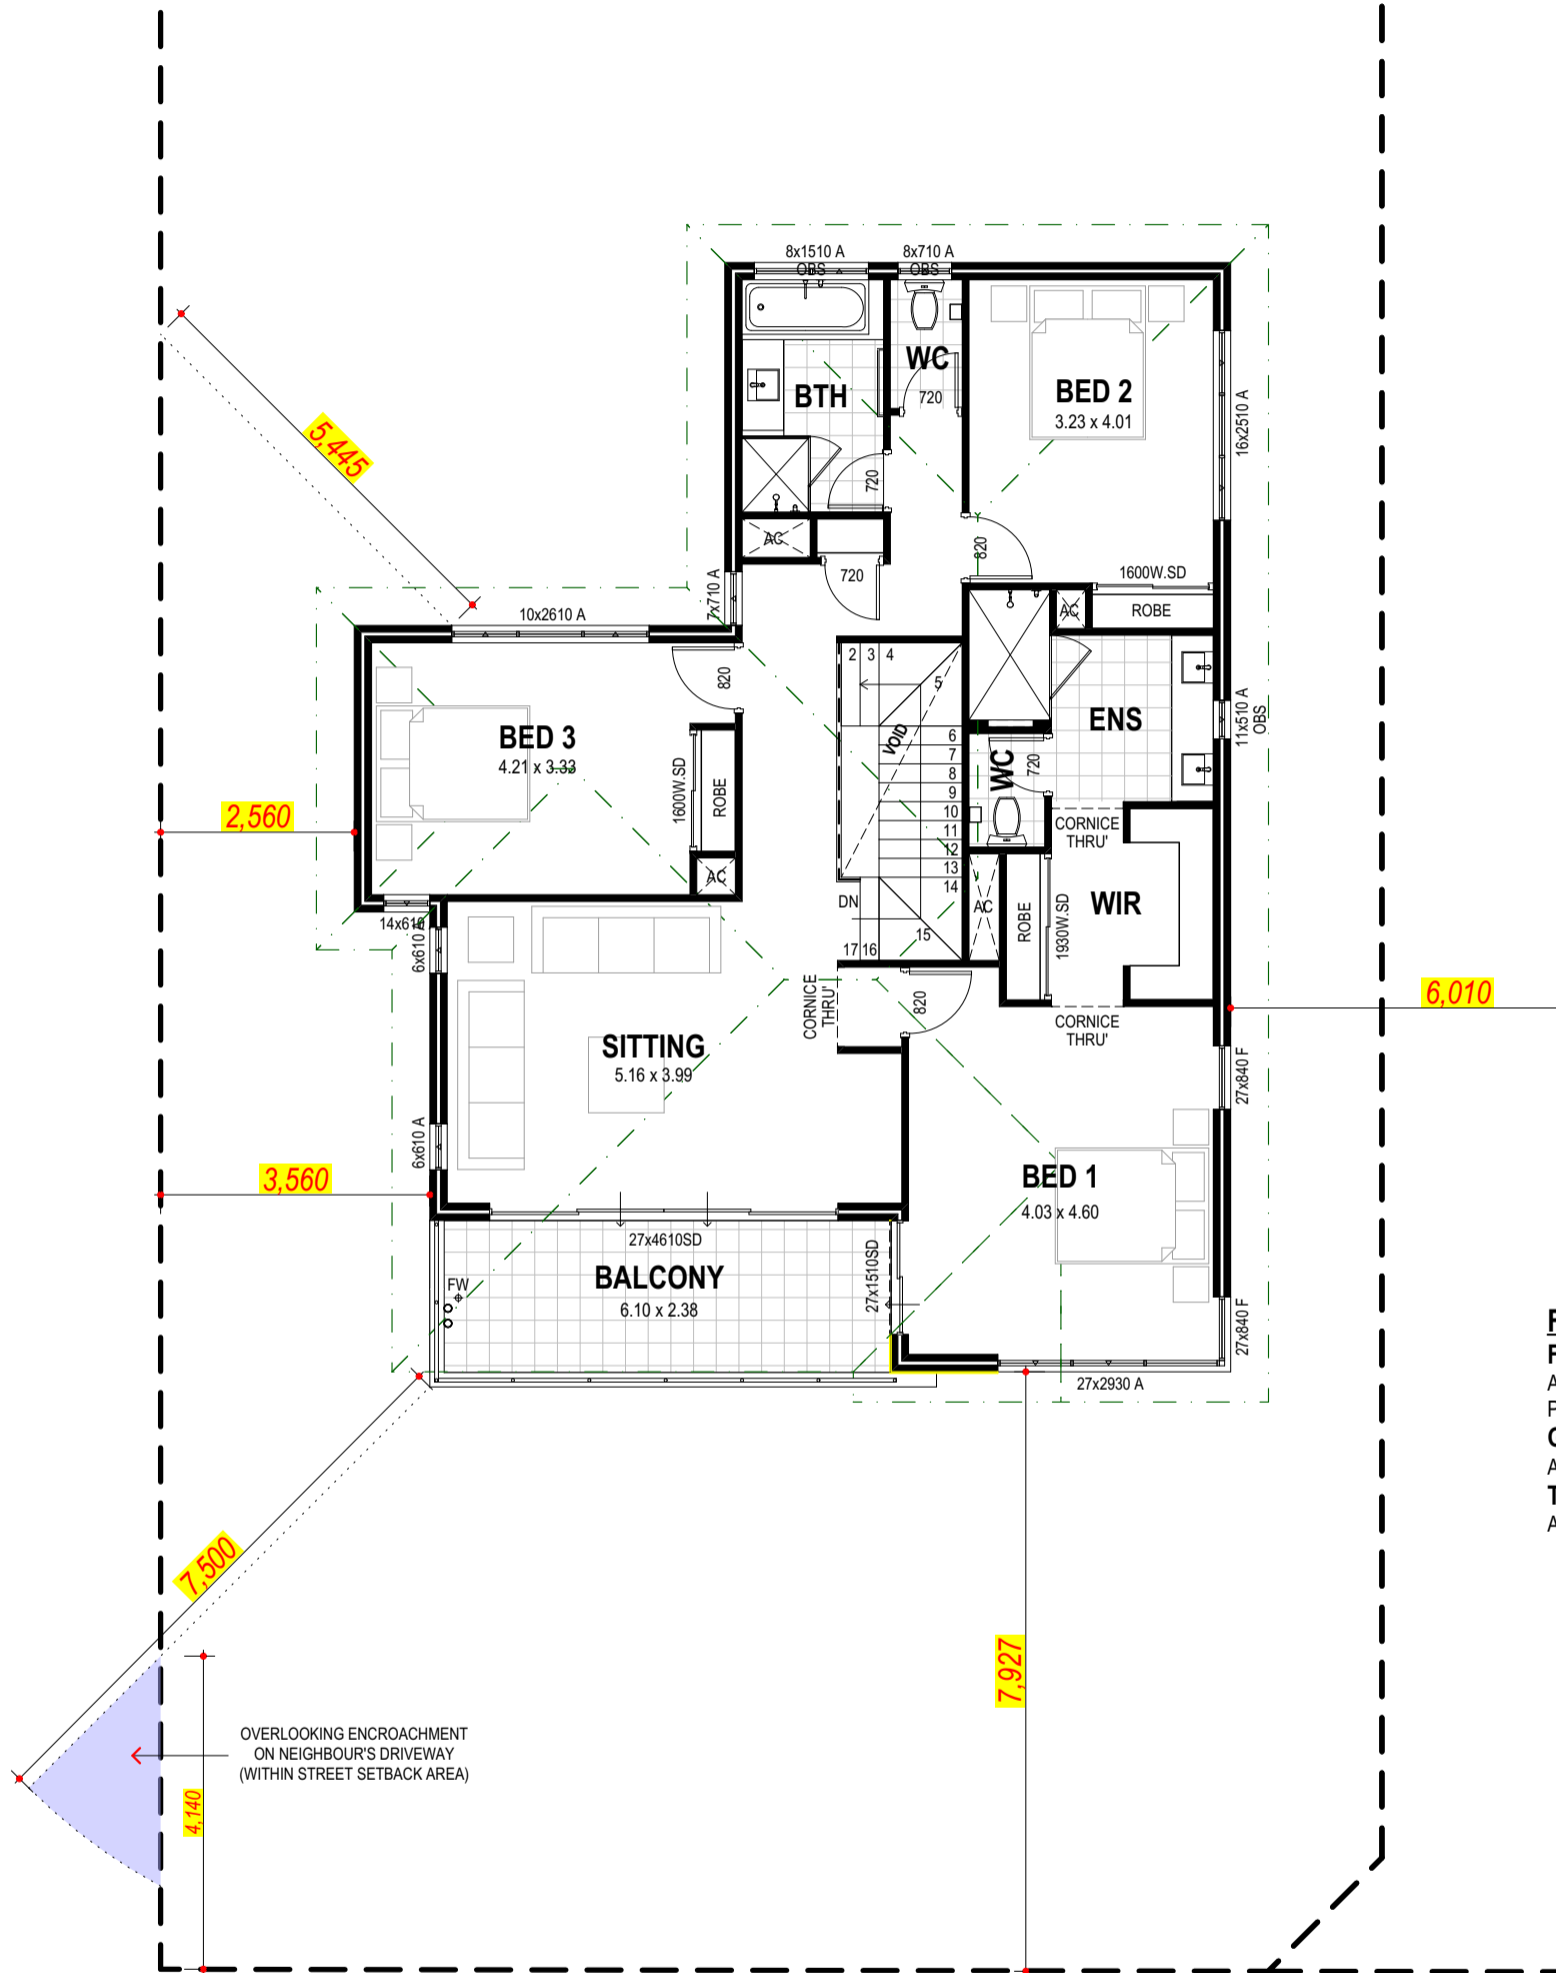 8x1510 A
OBS
8x710 A
OBS
WC
720
BTH
BED 2
3.23 x 4.01
16x2510 A
5,445
720
AC
720
820
1600W.SD
ROBE
AC
7x710 A
10x2610 A
820
2 3 4
5
VOID
6
7
8
9
10
11
12
13
14
15
17 16
DN
ENS
11x510 A
OBS
WC
720
BED 3
4.21 x 3.33
1600W.SD
ROBE
AC
2,560
CORNICE
THRU'
WIR
AC
ROBE
1930W.SD
14x610
6x610 A
CORNICE
THRU'
820
CORNICE
THRU'
6,010
SITTING
5.16 x 3.99
27x840 F
6x610 A
3,560
BED 1
4.03 x 4.60
27x4610SD
BALCONY
6.10 x 2.38
FW
27x1510SD
27x840 F
27x2930 A
7,500
7,927
OVERLOOKING ENCROACHMENT
ON NEIGHBOUR'S DRIVEWAY
(WITHIN STREET SETBACK AREA)
4,140